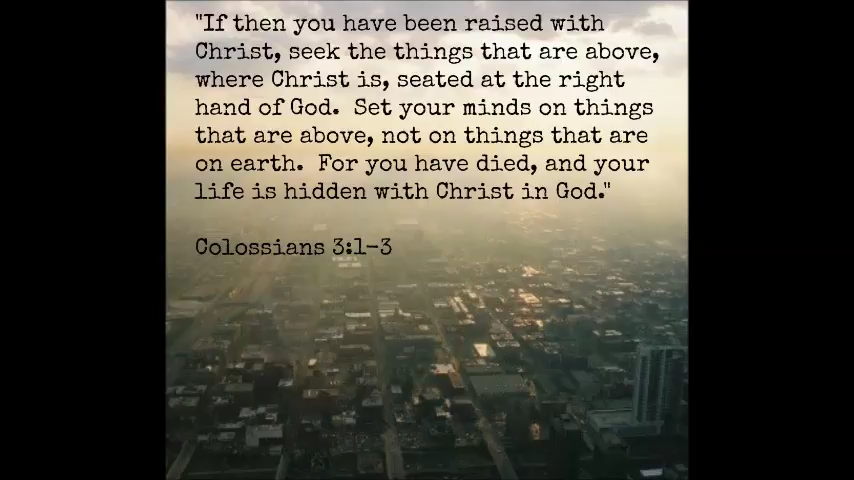 "If then you have been raised with
Christ, seek the things that are above,
where Christ is, seated at the right
hand of God.  Set your minds on things
that are above, not on things that are
on earth.  For you have died, and your
life is hidden with Christ in God."
Colossians 3:1-3